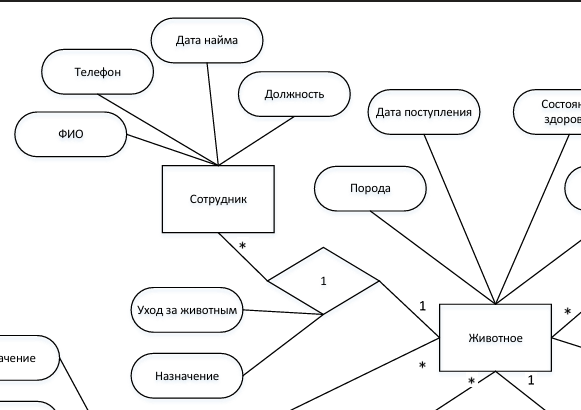 Дата найма
Телефон
Должность
Дата поступления
ФИО
Порода
Сотрудник
*
1
Уход за животным
1
*
Животное
*
Назначение
*
1